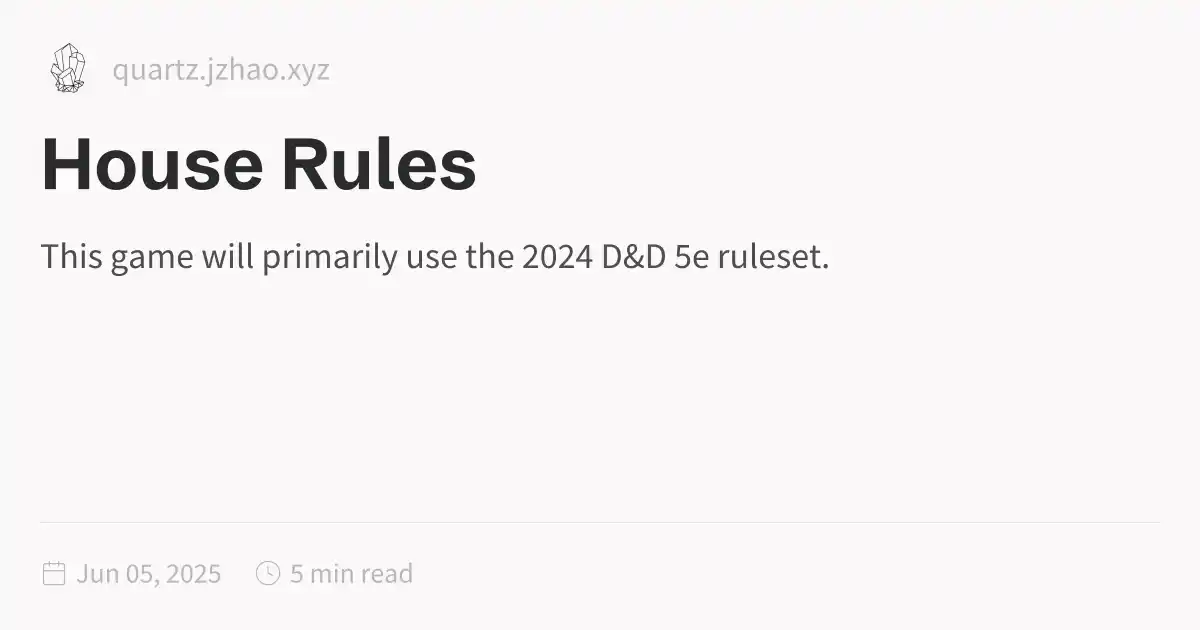 quartz.jzhao.xyz
House Rules
This game will primarily use the 2024 D&D 5e ruleset.
Jun 05, 2025 5 min read